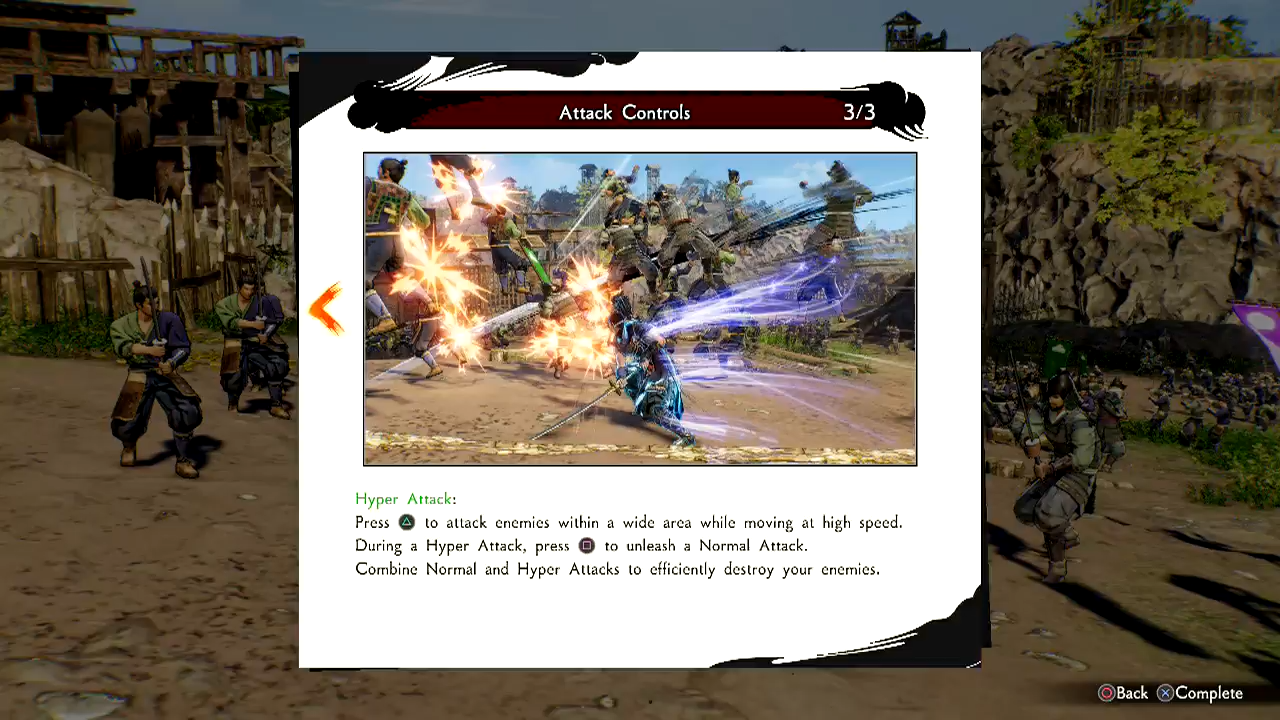 Attack Controls 3/3
Hyper Attack:
Press △ to attack enemies within a wide area while moving at high speed.
During a Hyper Attack, press □ to unleash a Normal Attack.
Combine Normal and Hyper Attacks to efficiently destroy your enemies.
○Back ×Complete